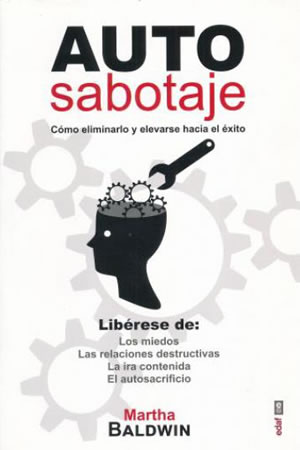 AUTO
sabotaje
Cómo eliminarlo y elevarse hacia el éxito
Libérese de:
Los miedos
Las relaciones destructivas
La ira contenida
El autosacrificio
Martha
BALDWIN
edaf